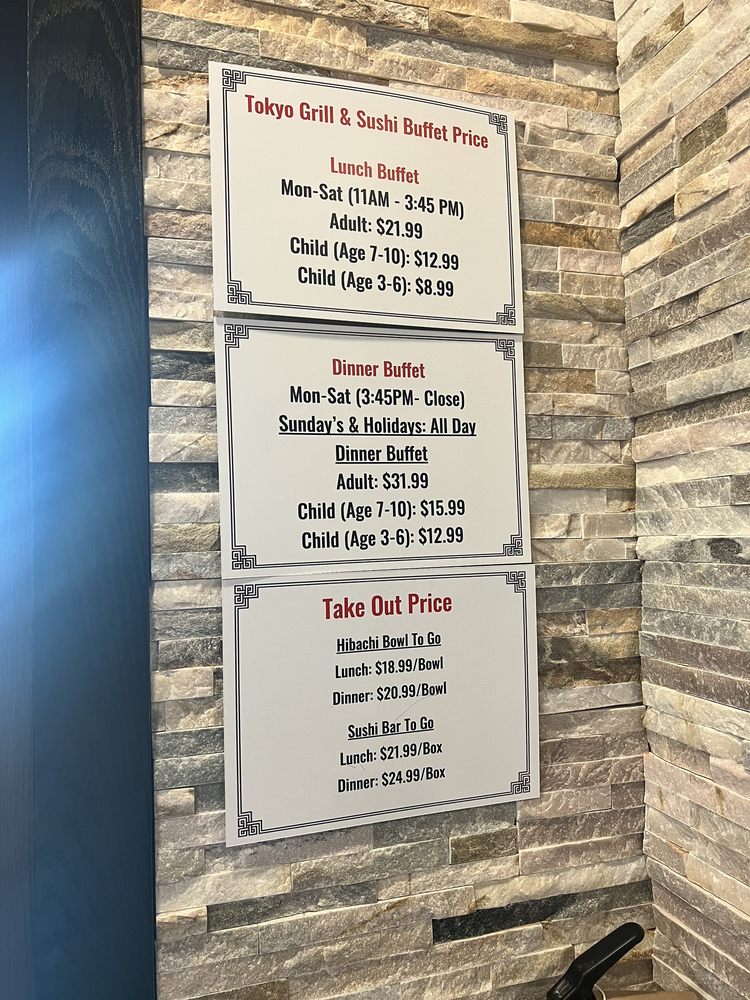 Tokyo Grill & Sushi Buffet Price
Lunch Buffet
Mon-Sat (11AM - 3:45 PM)
Adult: $21.99
Child (Age 7-10): $12.99
Child (Age 3-6): $8.99
Dinner Buffet
Mon-Sat (3:45PM- Close)
Sunday's & Holidays: All Day
Dinner Buffet
Adult: $31.99
Child (Age 7-10): $15.99
Child (Age 3-6): $12.99
Take Out Price
Hibachi Bowl To Go
Lunch: $18.99/Bowl
Dinner: $20.99/Bowl
Sushi Bar To Go
Lunch: $21.99/Box
Dinner: $24.99/Box